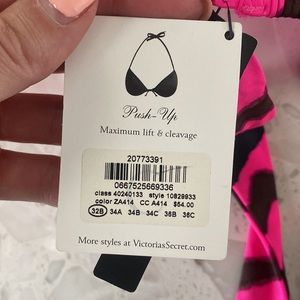 Push-Up
Maximum lift & cleavage
20773391
0667525669336
class 40240133 style 10829933
color ZA414 CC A414 $54.00
32B 34A 34B 34C 36B 36C
More styles at VictoriasSecret.com